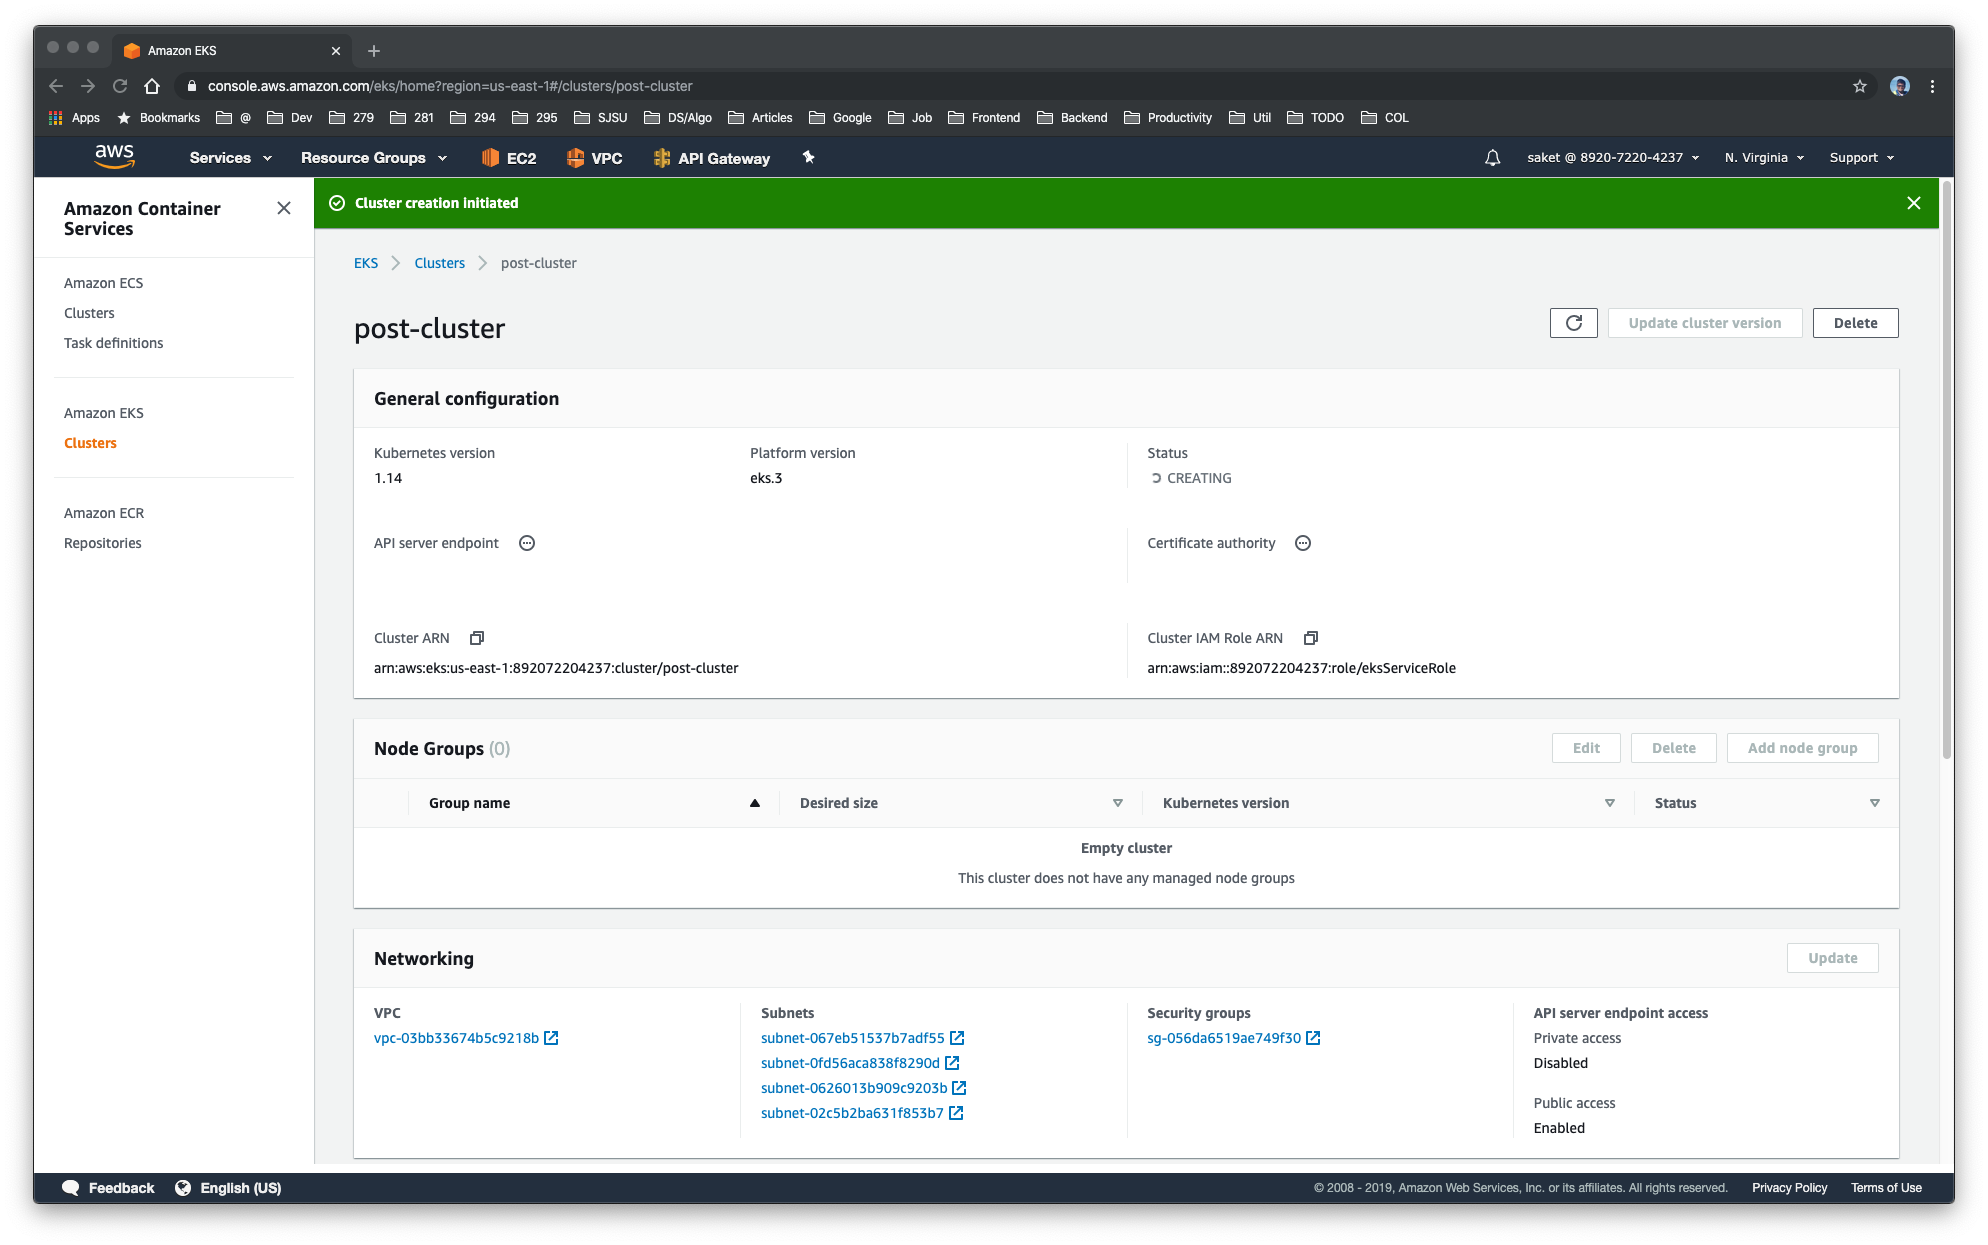 Amazon EKS
console.aws.amazon.com/eks/home?region=us-east-1#/clusters/post-cluster
Apps Bookmarks @ Dev 279 281 294 295 SJSU DS/Algo Articles Google Job Frontend Backend Productivity Util TODO COL
aws Services Resource Groups EC2 VPC API Gateway saket @ 8920-7220-4237 N. Virginia Support
Amazon Container
Services
Amazon ECS
Clusters
Task definitions
Amazon EKS
Clusters
Amazon ECR
Repositories
Cluster creation initiated
EKS Clusters post-cluster
post-cluster
Update cluster version Delete
General configuration
Kubernetes version Platform version Status
1.14 eks.3 CREATING
API server endpoint Certificate authority
Cluster ARN Cluster IAM Role ARN
arn:aws:eks:us-east-1:892072204237:cluster/post-cluster arn:aws:iam::892072204237:role/eksServiceRole
Node Groups (0) Edit Delete Add node group
Group name Desired size Kubernetes version Status
Empty cluster
This cluster does not have any managed node groups
Networking Update
VPC
vpc-03bb33674b5c9218b
Subnets
subnet-067eb51537b7adf55
subnet-0fd56aca838f8290d
subnet-0626013b909c9203b
subnet-02c5b2ba631f853b7
Security groups
sg-056da6519ae749f30
API server endpoint access
Private access
Disabled
Public access
Enabled
Feedback English (US) © 2008 - 2019, Amazon Web Services, Inc. or its affiliates. All rights reserved. Privacy Policy Terms of Use